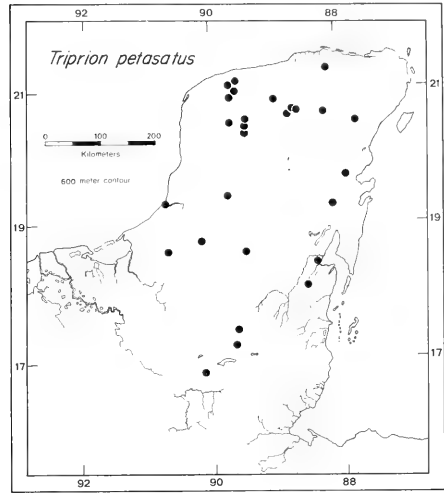 92 90 88
Triprion petasatus
21 21
0 100 200
Kilometers
600 meter contour
19 19
17 17
92 90 88